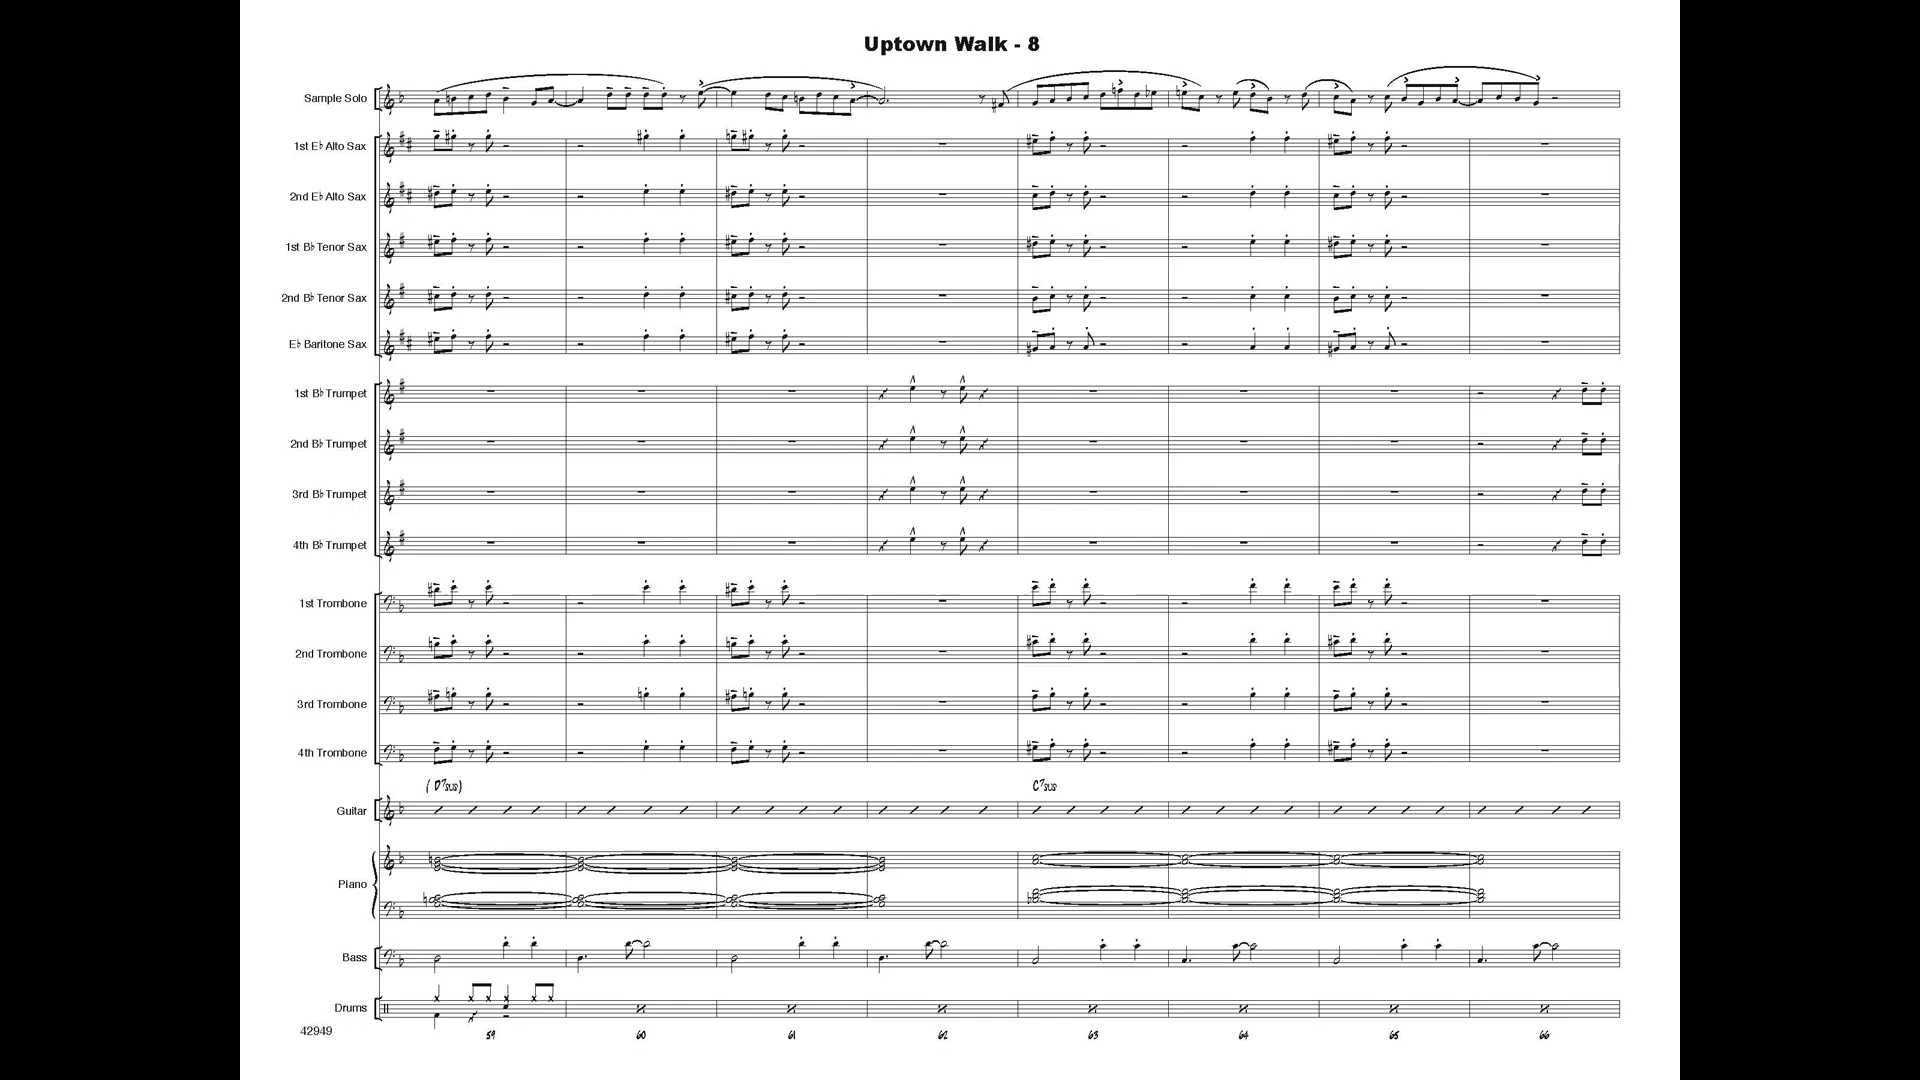 Uptown Walk - 8
Sample Solo
1st E♭ Alto Sax
2nd E♭ Alto Sax
1st B♭ Tenor Sax
2nd B♭ Tenor Sax
E♭ Baritone Sax
1st B♭ Trumpet
2nd B♭ Trumpet
3rd B♭ Trumpet
4th B♭ Trumpet
1st Trombone
2nd Trombone
3rd Trombone
4th Trombone
( D7sus) C7sus
Guitar
Piano
Bass
Drums
42949
59 60 61 62 63 64 65 66